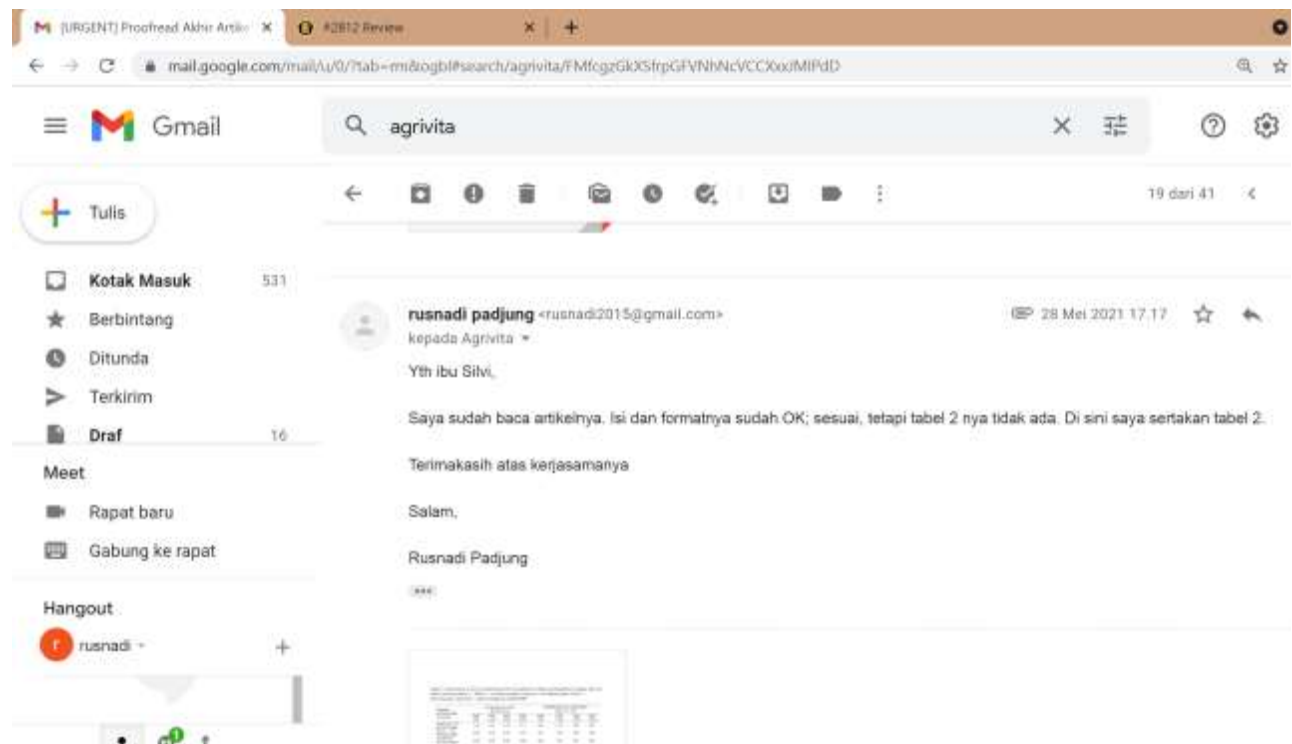 [URGENT] Proofread Akhir Artike
#2812 Review
mail.google.com/mail/u/0/?tab=rm&ogbl#search/agrivita/
Gmail
agrivita
Tulis
19 dari 41
Kotak Masuk 531
Berbintang
Ditunda
Terkirim
Draf 16
Meet
Rapat baru
Gabung ke rapat
Hangout
r rusnadi
rusnadi padjung <rusnadi2015@gmail.com>
28 Mei 2021 17.17
kepada Agrivita
Yth ibu Silvi,
Saya sudah baca artikelnya. Isi dan formatnya sudah OK; sesuai, tetapi tabel 2 nya tidak ada. Di sini saya sertakan tabel 2.
Terimakasih atas kerjasamanya
Salam,
Rusnadi Padjung